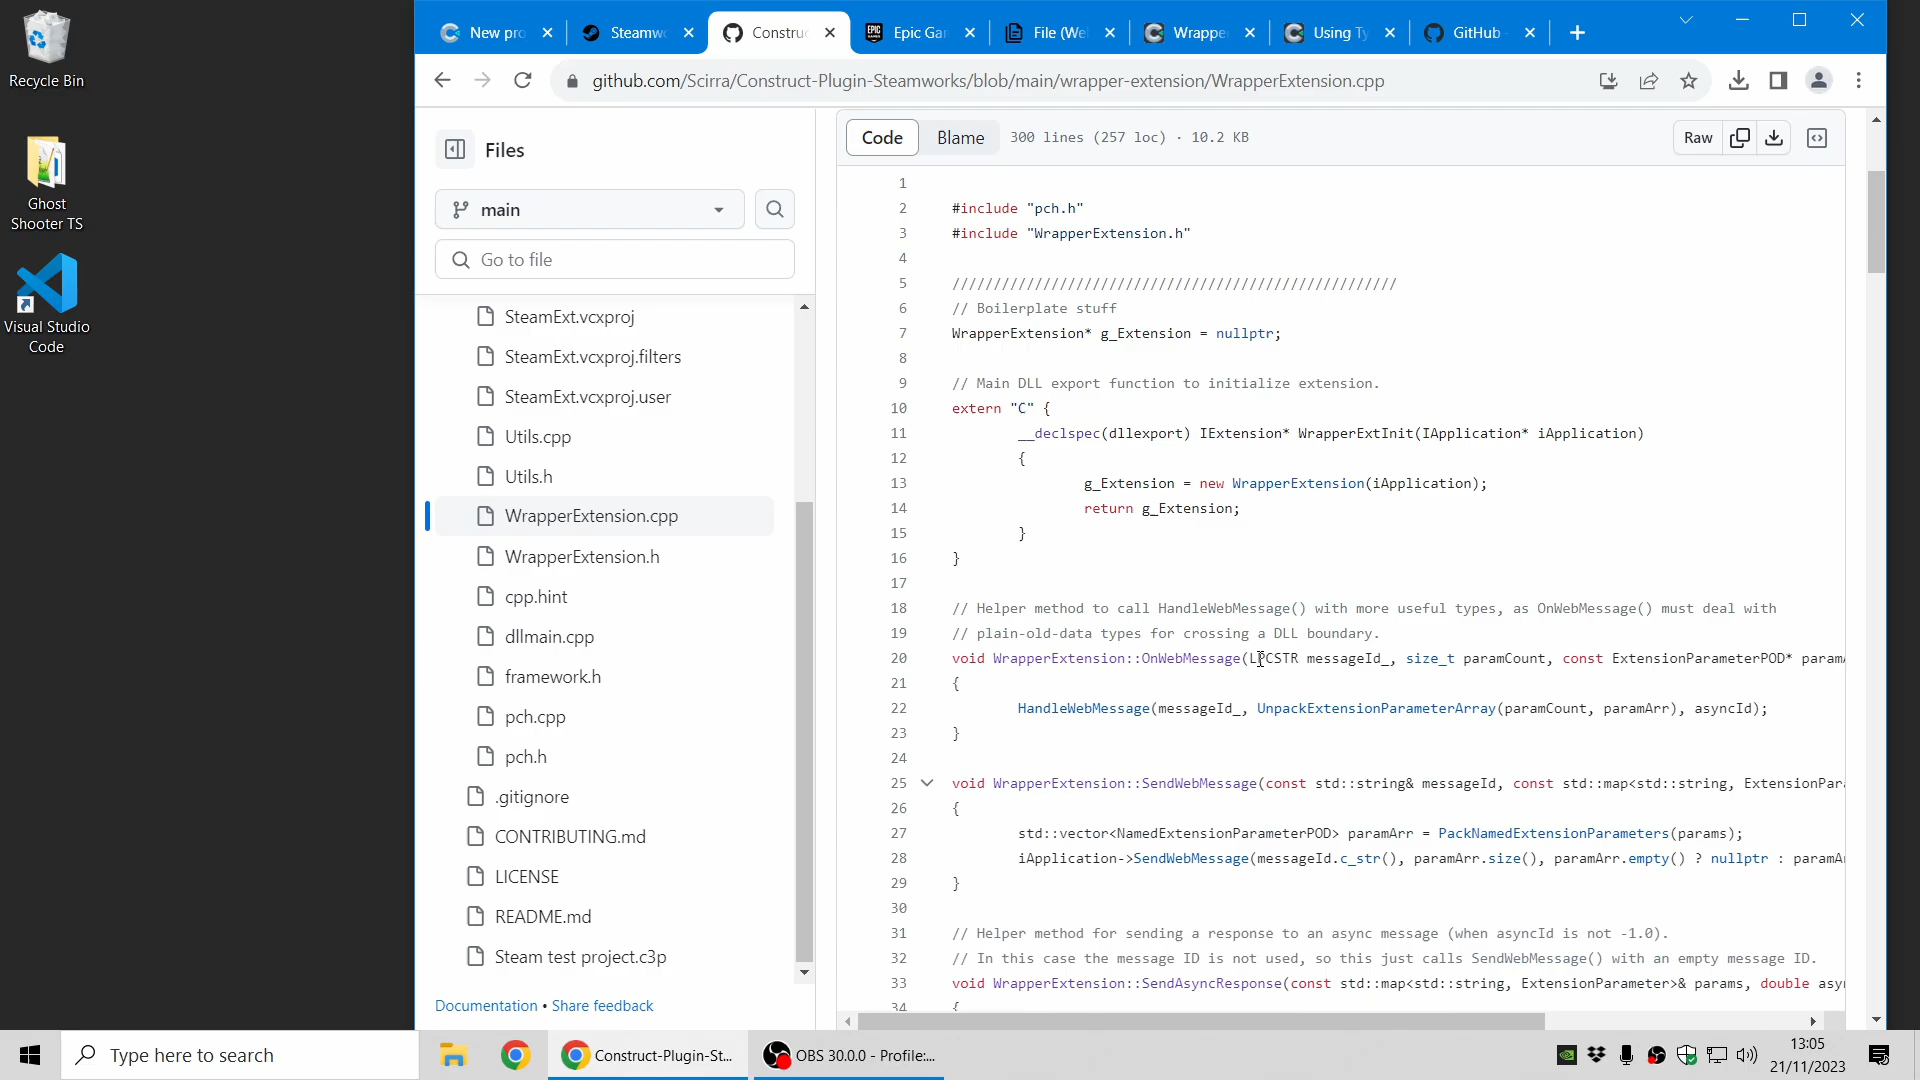 Recycle Bin
Ghost
Shooter TS
Visual Studio
Code
New pro
Steamwo
Constru
EPIC
GAMES
Epic Ga
File (We
Wrappe
Using Ty
GitHub
github.com/Scirra/Construct-Plugin-Steamworks/blob/main/wrapper-extension/WrapperExtension.cpp
Files
main
Go to file
SteamExt.vcxproj
SteamExt.vcxproj.filters
SteamExt.vcxproj.user
Utils.cpp
Utils.h
WrapperExtension.cpp
WrapperExtension.h
cpp.hint
dllmain.cpp
framework.h
pch.cpp
pch.h
.gitignore
CONTRIBUTING.md
LICENSE
README.md
Steam test project.c3p
Documentation • Share feedback
Code Blame 300 lines (257 loc) · 10.2 KB Raw
1
2 #include "pch.h"
3 #include "WrapperExtension.h"
4
5 //////////////////////////////////////////////////////
6 // Boilerplate stuff
7 WrapperExtension* g_Extension = nullptr;
8
9 // Main DLL export function to initialize extension.
10 extern "C" {
11 __declspec(dllexport) IExtension* WrapperExtInit(IApplication* iApplication)
12 {
13 g_Extension = new WrapperExtension(iApplication);
14 return g_Extension;
15 }
16 }
17
18 // Helper method to call HandleWebMessage() with more useful types, as OnWebMessage() must deal with
19 // plain-old-data types for crossing a DLL boundary.
20 void WrapperExtension::OnWebMessage(LPCSTR messageId_, size_t paramCount, const ExtensionParameterPOD* paramA
21 {
22 HandleWebMessage(messageId_, UnpackExtensionParameterArray(paramCount, paramArr), asyncId);
23 }
24
25 void WrapperExtension::SendWebMessage(const std::string& messageId, const std::map<std::string, ExtensionPara
26 {
27 std::vector<NamedExtensionParameterPOD> paramArr = PackNamedExtensionParameters(params);
28 iApplication->SendWebMessage(messageId.c_str(), paramArr.size(), paramArr.empty() ? nullptr : paramAr
29 }
30
31 // Helper method for sending a response to an async message (when asyncId is not -1.0).
32 // In this case the message ID is not used, so this just calls SendWebMessage() with an empty message ID.
33 void WrapperExtension::SendAsyncResponse(const std::map<std::string, ExtensionParameter>& params, double asyn
34 {
Type here to search
Construct-Plugin-St...
OBS 30.0.0 - Profile:...
13:05
21/11/2023